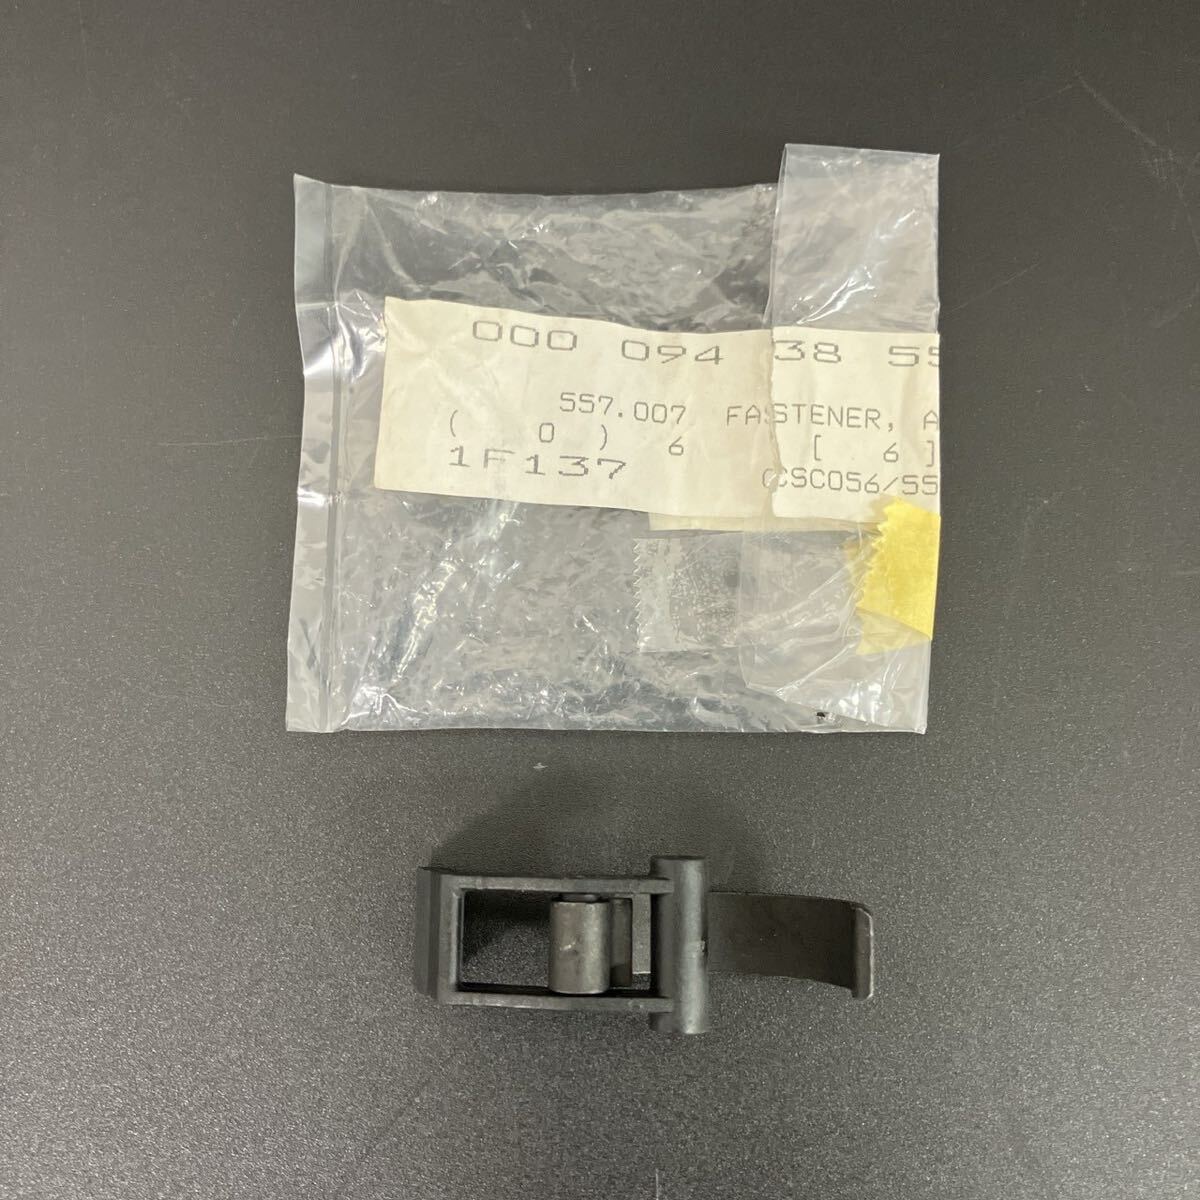 000 094 38 55
557.007 FASTENER, A
( 0 ) 6 [ 6 ]
1F137 (CSC056/55